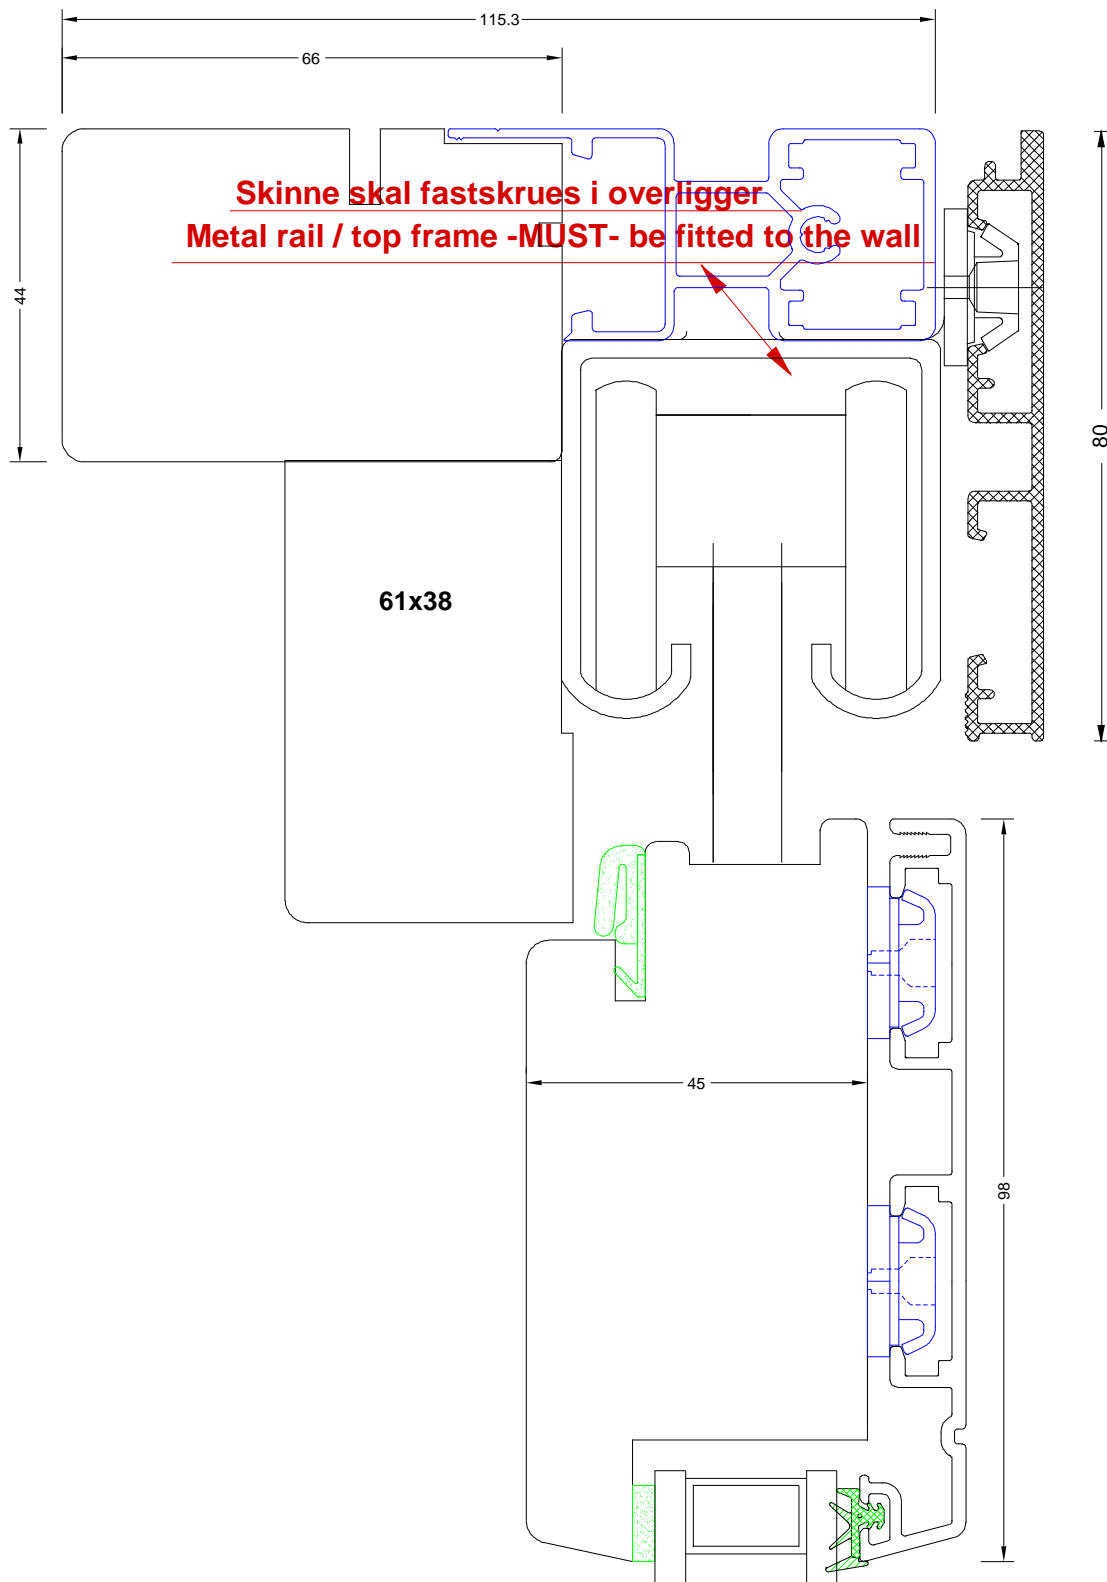 115.3
66
Skinne skal fastskrues i overligger
Metal rail / top frame -MUST- be fitted to the wall
44
80
61x38
45
98